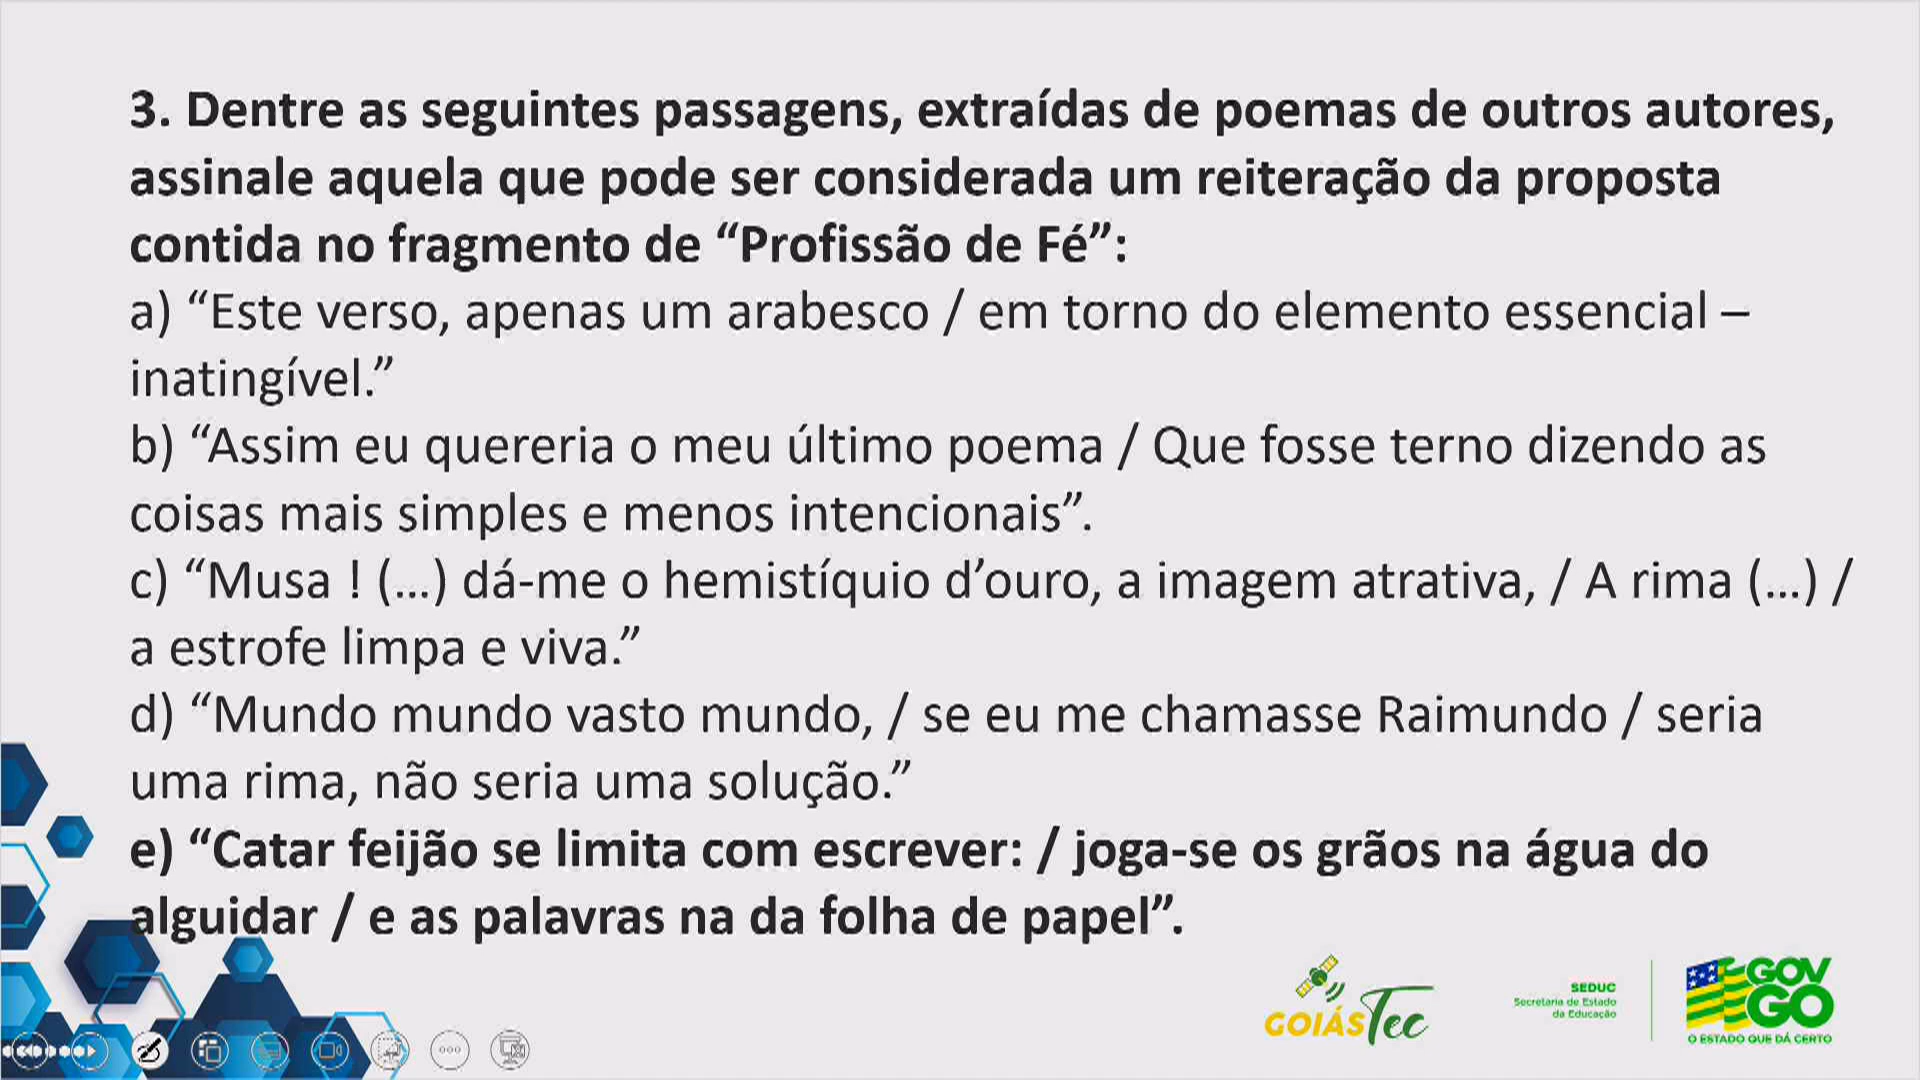 3. Dentre as seguintes passagens, extraídas de poemas de outros autores,
assinale aquela que pode ser considerada um reiteração da proposta
contida no fragmento de “Profissão de Fé”:
a) “Este verso, apenas um arabesco / em torno do elemento essencial –
inatingível.”
b) “Assim eu quereria o meu último poema / Que fosse terno dizendo as
coisas mais simples e menos intencionais”.
c) “Musa ! (...) dá-me o hemistíquio d’ouro, a imagem atrativa, / A rima (...) /
a estrofe limpa e viva.”
d) “Mundo mundo vasto mundo, / se eu me chamasse Raimundo / seria
uma rima, não seria uma solução.”
e) “Catar feijão se limita com escrever: / joga-se os grãos na água do
alguidar / e as palavras na da folha de papel”.
GOIÁSTec
SEDUC
Secretaria de Estado
da Educação
GOV
GO
O ESTADO QUE DÁ CERTO